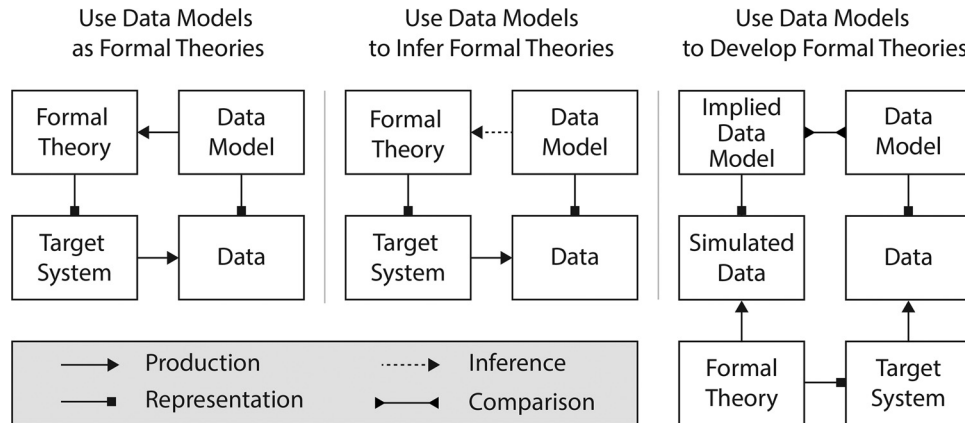 Use Data Models
as Formal Theories
Formal
Theory
Data
Model
Target
System
Data
Use Data Models
to Infer Formal Theories
Formal
Theory
Data
Model
Target
System
Data
Use Data Models
to Develop Formal Theories
Implied
Data
Model
Data
Model
Simulated
Data
Data
Formal
Theory
Target
System
Production
Inference
Representation
Comparison